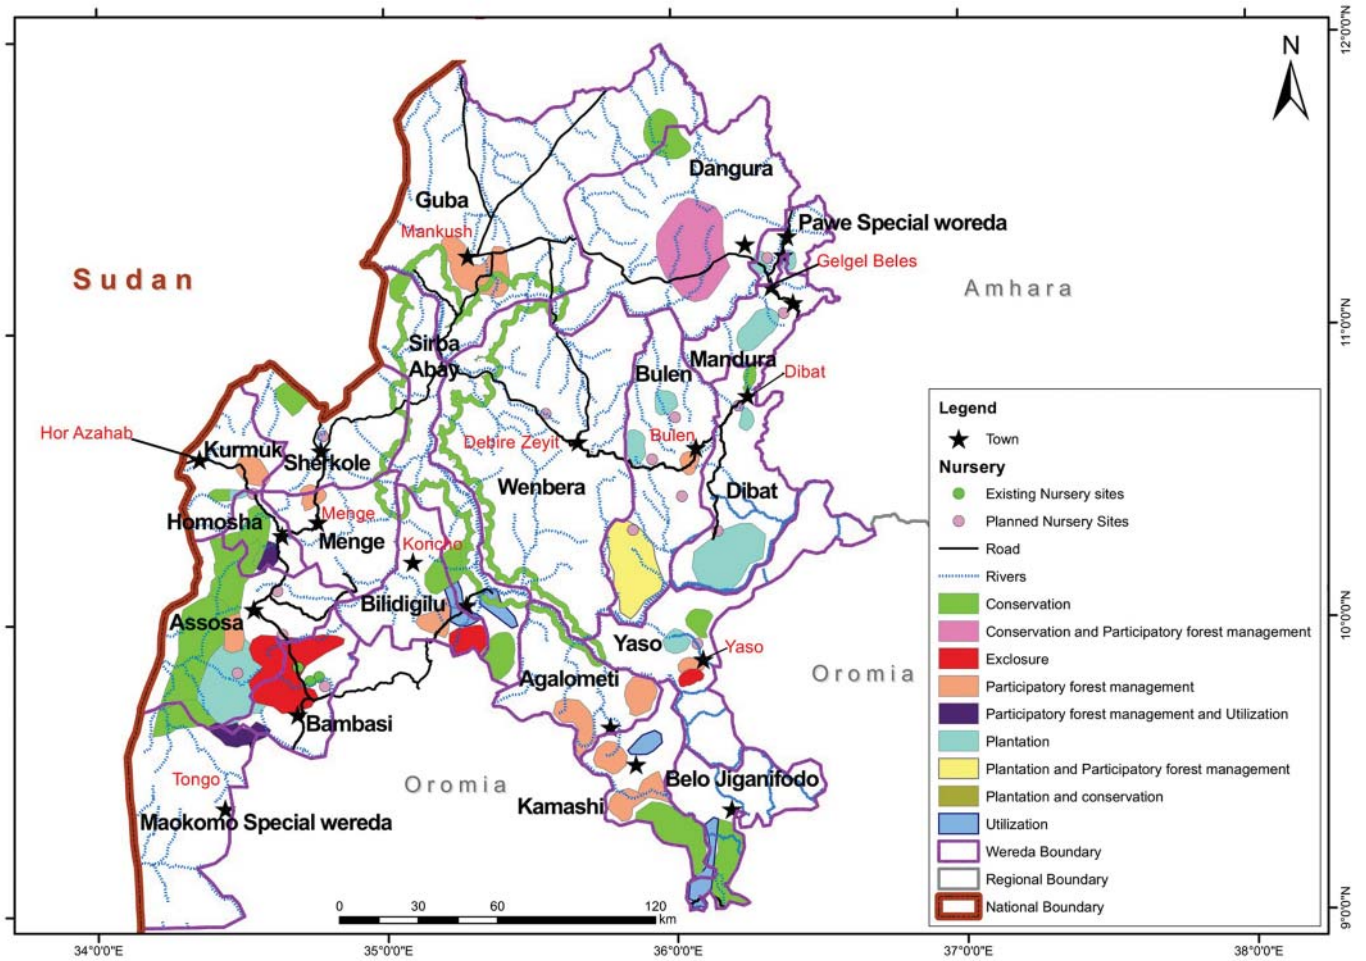 N
12°0'0"N
Dangura
Guba
Mankush
Pawe Special woreda
Gelgel Beles
Sudan
Amhara
11°0'0"N
Sirba
Abay
Mandura
Bulen
Dibat
Hor Azahab
Debire Zeyit
Bulen
Kurmuk
Sherkole
Wenbera
Dibat
Homosha
Menge
Menge
Koncho
Bilidigilu
Assosa
10°0'0"N
Yaso
Yaso
Oromia
Agalometi
Bambasi
Tongo
Oromia
Belo Jiganifodo
Kamashi
Maokomo Special wereda
9°0'0"N
Legend
Town
Nursery
Existing Nursery sites
Planned Nursery Sites
Road
Rivers
Conservation
Conservation and Participatory forest management
Exclosure
Participatory forest management
Participatory forest management and Utilization
Plantation
Plantation and Participatory forest management
Plantation and conservation
Utilization
Wereda Boundary
Regional Boundary
National Boundary
0 30 60 120
km
34°0'0"E 35°0'0"E 36°0'0"E 37°0'0"E 38°0'0"E